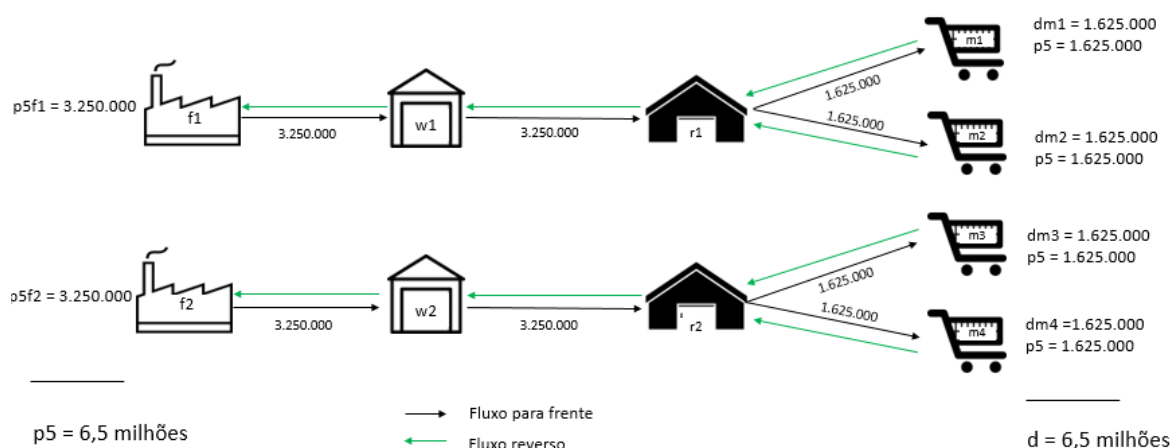 dm1 = 1.625.000
p5 = 1.625.000
m1
p5f1 = 3.250.000
f1
3.250.000
w1
3.250.000
r1
1.625.000
1.625.000
m2
dm2 = 1.625.000
p5 = 1.625.000
m3
dm3 = 1.625.000
p5 = 1.625.000
p5f2 = 3.250.000
f2
3.250.000
w2
3.250.000
r2
1.625.000
1.625.000
m4
dm4 =1.625.000
p5 = 1.625.000
p5 = 6,5 milhões
Fluxo para frente
Fluxo reverso
d = 6,5 milhões